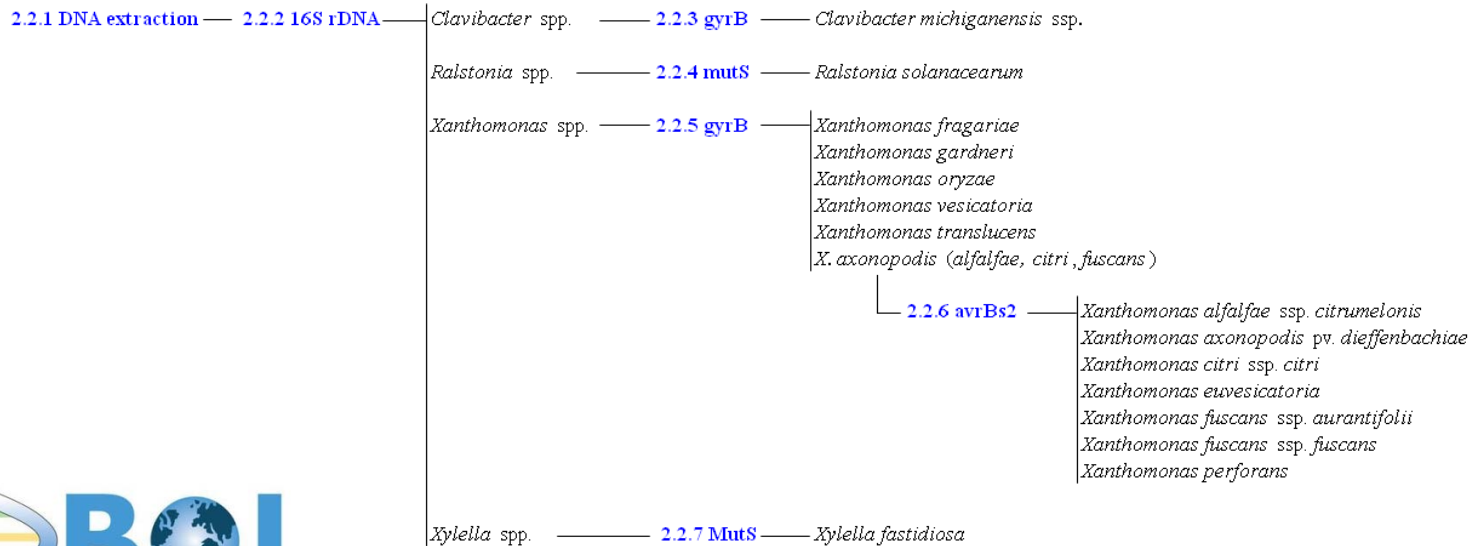 2.2.1 DNA extraction 2.2.2 16S rDNA Clavibacter spp. 2.2.3 gyrB Clavibacter michiganensis ssp.
Ralstonia spp. 2.2.4 mutS Ralstonia solanacearum
Xanthomonas spp. 2.2.5 gyrB Xanthomonas fragariae
Xanthomonas gardneri
Xanthomonas oryzae
Xanthomonas vesicatoria
Xanthomonas translucens
X. axonopodis (alfalfae, citri, fuscans)
2.2.6 avrBs2 Xanthomonas alfalfae ssp. citrumelonis
Xanthomonas axonopodis pv. dieffenbachiae
Xanthomonas citri ssp. citri
Xanthomonas euvesicatoria
Xanthomonas fuscans ssp. aurantifolii
Xanthomonas fuscans ssp. fuscans
Xanthomonas perforans
Xylella spp. 2.2.7 MutS Xylella fastidiosa
BOL